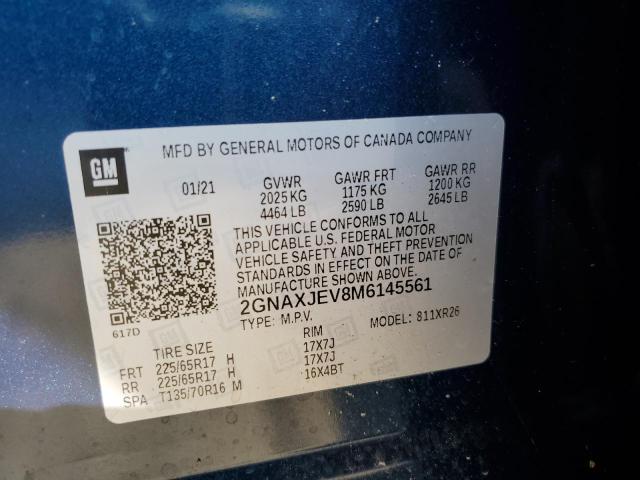 GM
MFD BY GENERAL MOTORS OF CANADA COMPANY
01/21 GVWR GAWR FRT GAWR RR
2025 KG 1175 KG 1200 KG
4464 LB 2590 LB 2645 LB
THIS VEHICLE CONFORMS TO ALL
APPLICABLE U.S. FEDERAL MOTOR
VEHICLE SAFETY AND THEFT PREVENTION
STANDARDS IN EFFECT ON THE DATE OF
MANUFACTURE SHOWN ABOVE.
2GNAXJEV8M6145561
617D
TYPE: M.P.V. MODEL: 811XR26
TIRE SIZE RIM
FRT 225/65R17 H 17X7J
RR 225/65R17 H 17X7J
SPA T135/70R16 M 16X4BT